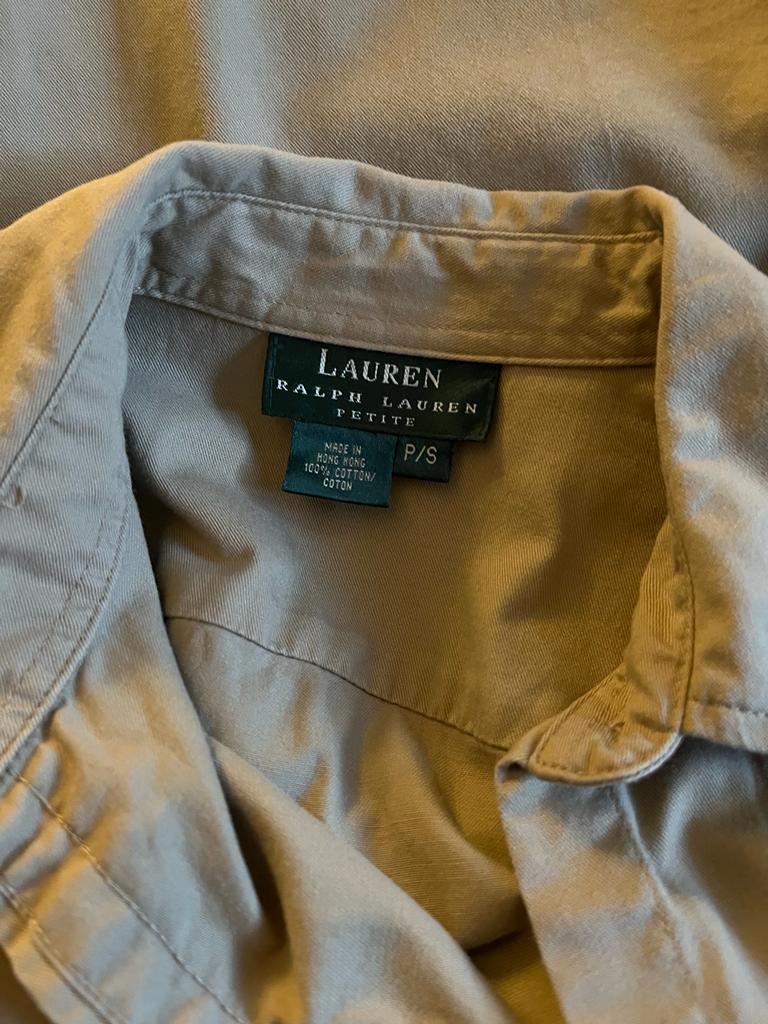 LAUREN
RALPH LAUREN
PETITE
MADE IN
HONG KONG
100% COTTON/
COTON
P/S